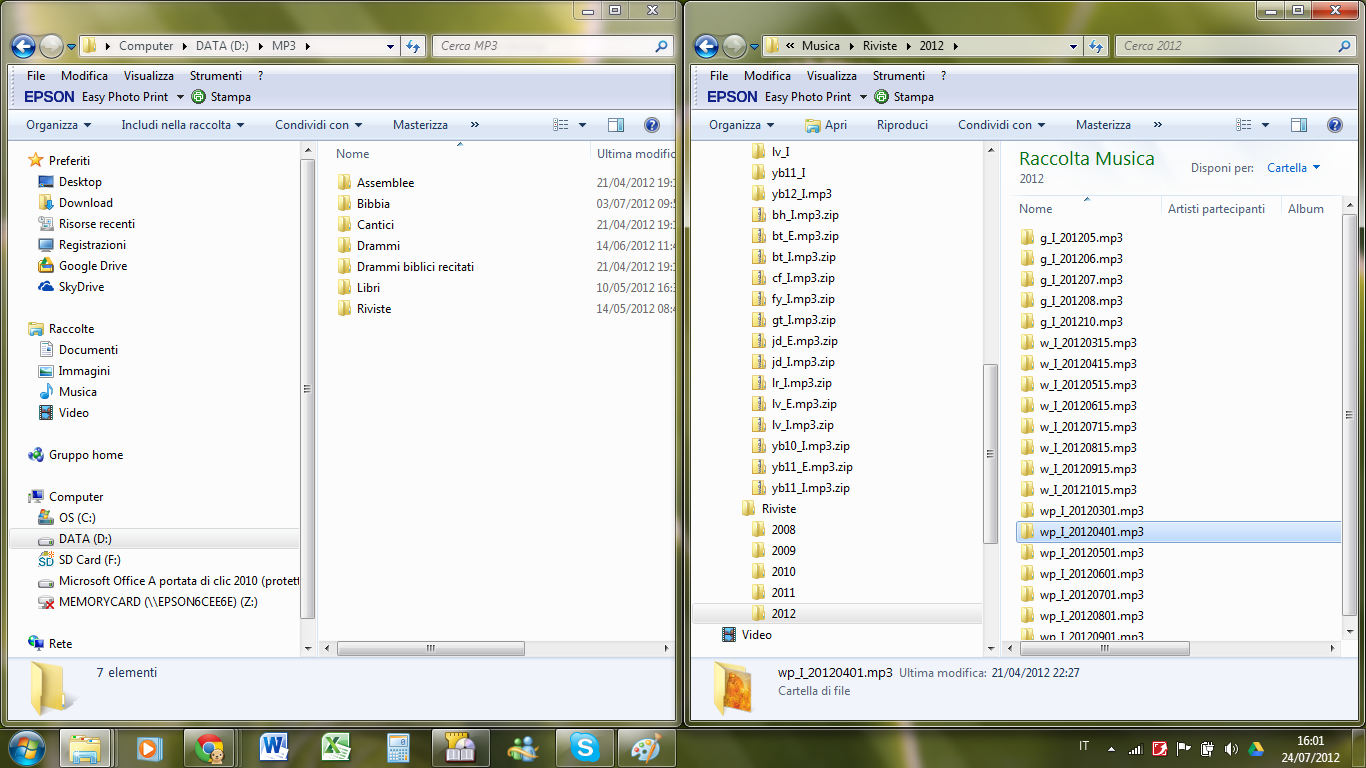 Computer DATA (D:) MP3
Cerca MP3
File Modifica Visualizza Strumenti ?
EPSON Easy Photo Print Stampa
Organizza Includi nella raccolta Condividi con Masterizza »
Preferiti
Desktop
Download
Risorse recenti
Registrazioni
Google Drive
SkyDrive
Raccolte
Documenti
Immagini
Musica
Video
Gruppo home
Computer
OS (C:)
DATA (D:)
SD Card (F:)
Microsoft Office A portata di clic 2010 (protett
MEMORYCARD (\\EPSON6CEE6E) (Z:)
Rete
Nome Ultima modific
Assemblee 21/04/2012 19:
Bibbia 03/07/2012 09:
Cantici 21/04/2012 19:
Drammi 14/06/2012 11:
Drammi biblici recitati 21/04/2012 19:
Libri 10/05/2012 16:
Riviste 14/05/2012 08:
7 elementi
« Musica Riviste 2012
Cerca 2012
File Modifica Visualizza Strumenti ?
EPSON Easy Photo Print Stampa
Organizza Apri Riproduci Condividi con Masterizza »
lv_I
yb11_I
yb12_I.mp3
bh_I.mp3.zip
bt_E.mp3.zip
bt_I.mp3.zip
cf_I.mp3.zip
fy_I.mp3.zip
gt_I.mp3.zip
jd_E.mp3.zip
jd_I.mp3.zip
lr_I.mp3.zip
lv_E.mp3.zip
lv_I.mp3.zip
yb10_I.mp3.zip
yb11_E.mp3.zip
yb11_I.mp3.zip
Riviste
2008
2009
2010
2011
2012
Video
Raccolta Musica
2012
Disponi per: Cartella
Nome Artisti partecipanti Album
g_I_201205.mp3
g_I_201206.mp3
g_I_201207.mp3
g_I_201208.mp3
g_I_201210.mp3
w_I_20120315.mp3
w_I_20120415.mp3
w_I_20120515.mp3
w_I_20120615.mp3
w_I_20120715.mp3
w_I_20120815.mp3
w_I_20120915.mp3
w_I_20121015.mp3
wp_I_20120301.mp3
wp_I_20120401.mp3
wp_I_20120501.mp3
wp_I_20120601.mp3
wp_I_20120701.mp3
wp_I_20120801.mp3
wp_I_20120901.mp3
wp_I_20120401.mp3 Ultima modifica: 21/04/2012 22:27
Cartella di file
IT
16:01
24/07/2012